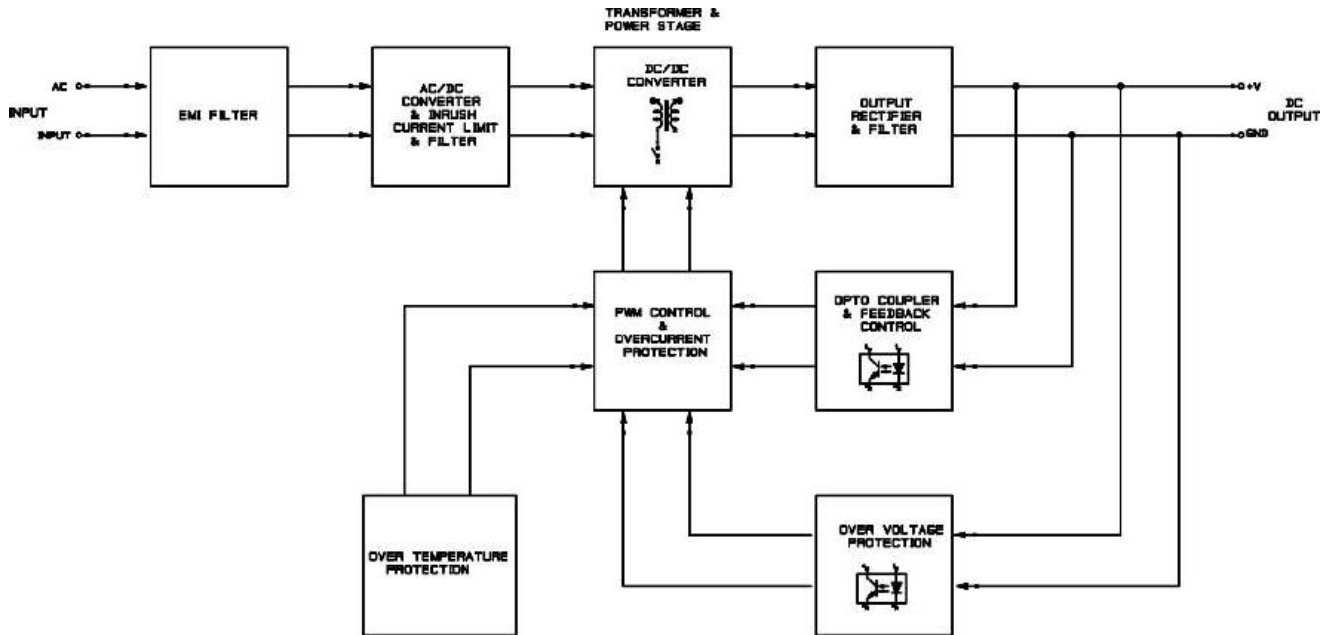 TRANSFORMER &
POWER STAGE
AC
INPUT
INPUT
EMI FILTER
AC/DC
CONVERTER
& INRUSH
CURRENT LIMIT
& FILTER
DC/DC
CONVERTER
OUTPUT
RECTIFIER
& FILTER
+V
GND
DC
OUTPUT
PWM CONTROL
&
OVERCURRENT
PROTECTION
OPTO COUPLER
& FEEDBACK
CONTROL
OVER TEMPERATURE
PROTECTION
OVER VOLTAGE
PROTECTION